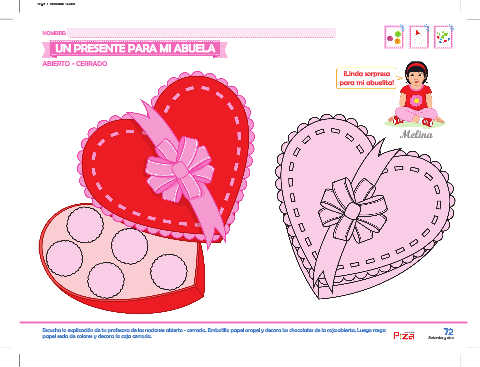 NOMBRE:
UN PRESENTE PARA MI ABUELA
ABIERTO - CERRADO
¡Linda sorpresa
para mi abuelita!
Melina
Escucha la explicación de tu profesora de las nociones abierto - cerrado. Embolilla papel crepé y decora los chocolates de la caja abierta. Luego rasga
papel seda de colores y decora la caja cerrada.
72